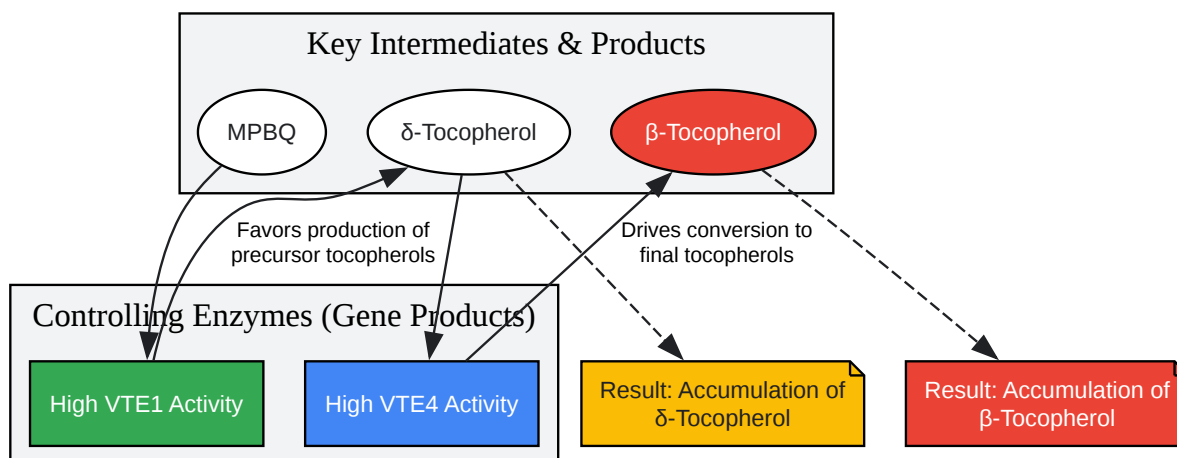 Key Intermediates & Products
MPBQ
δ-Tocopherol
β-Tocopherol
Favors production of
precursor tocopherols
Drives conversion to
final tocopherols
Controlling Enzymes (Gene Products)
High VTE1 Activity
High VTE4 Activity
Result: Accumulation of
δ-Tocopherol
Result: Accumulation of
β-Tocopherol